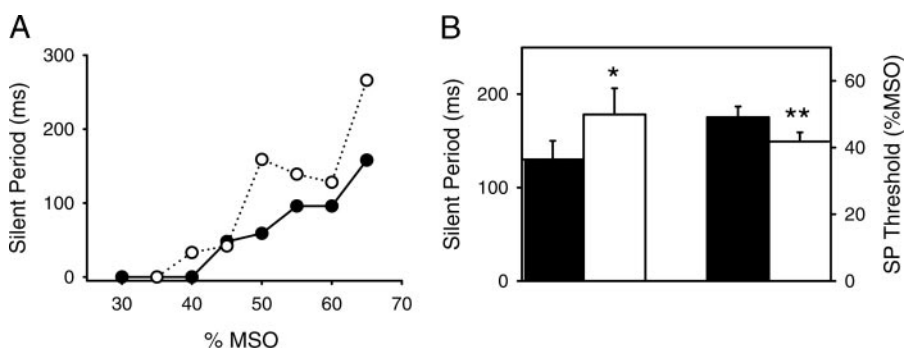 A
Silent Period (ms)
300
200
100
0
30 40 50 60 70
% MSO
B
Silent Period (ms)
200
100
0
*
**
60
40
20
0
SP Threshold (%MSO)